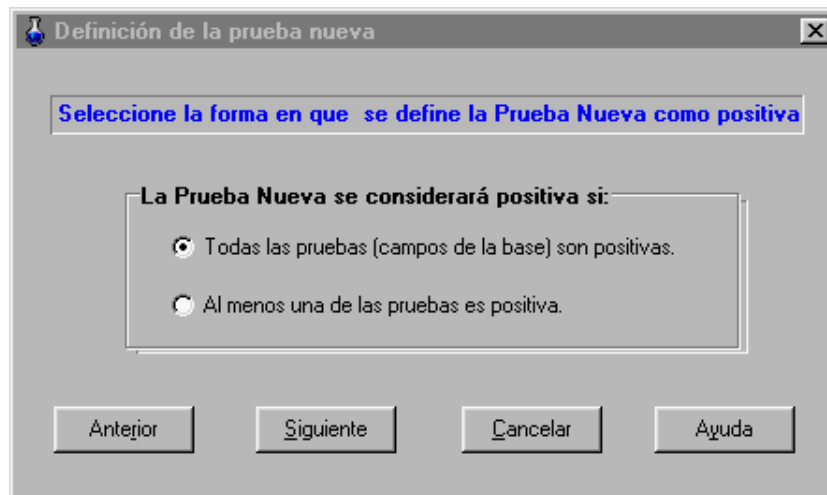 Definición de la prueba nueva
Seleccione la forma en que se define la Prueba Nueva como positiva
La Prueba Nueva se considerará positiva si:
Todas las pruebas (campos de la base) son positivas.
Al menos una de las pruebas es positiva.
Anterior Siguiente Cancelar Ayuda